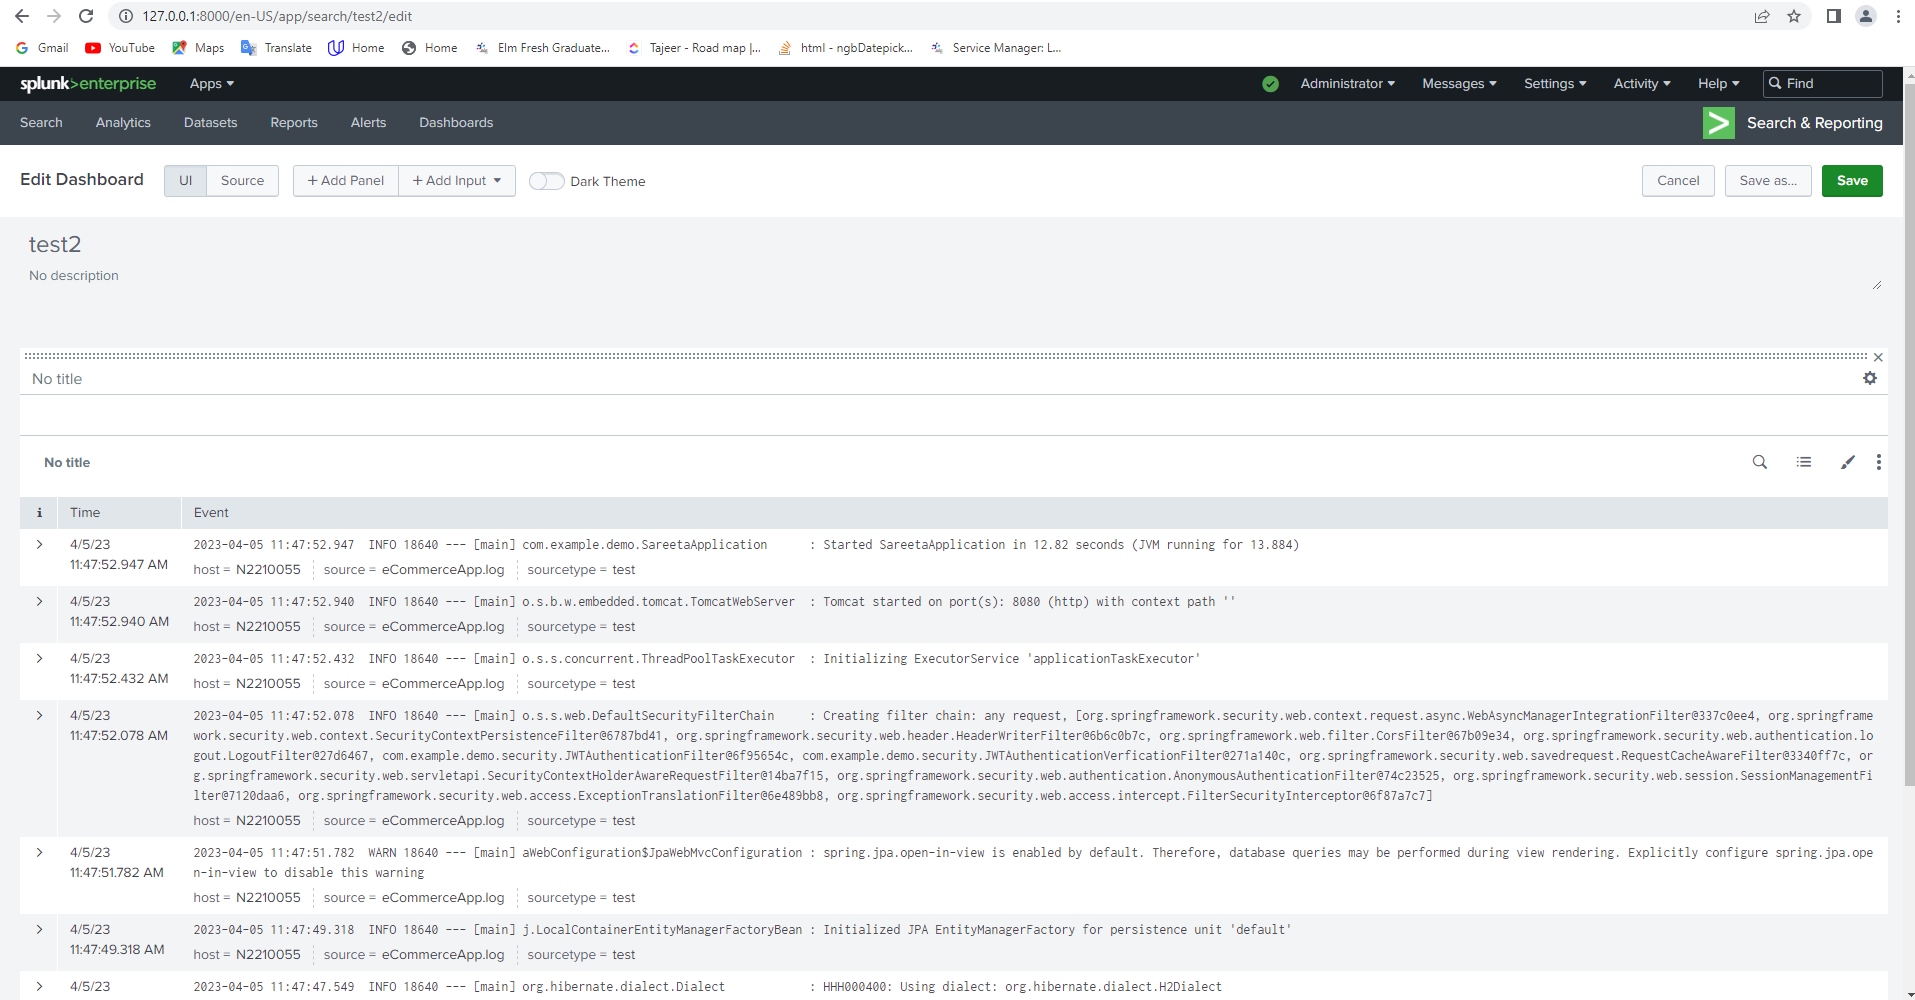 127.0.0.1:8000/en-US/app/search/test2/edit
Gmail YouTube Maps Translate Home Home Elm Fresh Graduate... Tajeer - Road map |... html - ngbDatepick... Service Manager: L...
splunk>enterprise Apps Administrator Messages Settings Activity Help Find
Search Analytics Datasets Reports Alerts Dashboards Search & Reporting
Edit Dashboard UI Source + Add Panel + Add Input Dark Theme Cancel Save as... Save
test2
No description
No title
No title
i Time Event
4/5/23 2023-04-05 11:47:52.947 INFO 18640 --- [main] com.example.demo.SareetaApplication : Started SareetaApplication in 12.82 seconds (JVM running for 13.884)
11:47:52.947 AM host = N2210055 source = eCommerceApp.log sourcetype = test
4/5/23 2023-04-05 11:47:52.940 INFO 18640 --- [main] o.s.b.w.embedded.tomcat.TomcatWebServer : Tomcat started on port(s): 8080 (http) with context path ''
11:47:52.940 AM host = N2210055 source = eCommerceApp.log sourcetype = test
4/5/23 2023-04-05 11:47:52.432 INFO 18640 --- [main] o.s.s.concurrent.ThreadPoolTaskExecutor : Initializing ExecutorService 'applicationTaskExecutor'
11:47:52.432 AM host = N2210055 source = eCommerceApp.log sourcetype = test
4/5/23 2023-04-05 11:47:52.078 INFO 18640 --- [main] o.s.s.web.DefaultSecurityFilterChain : Creating filter chain: any request, [org.springframework.security.web.context.request.async.WebAsyncManagerIntegrationFilter@337c0ee4, org.springframe
11:47:52.078 AM work.security.web.context.SecurityContextPersistenceFilter@6787bd41, org.springframework.security.web.header.HeaderWriterFilter@6b6c0b7c, org.springframework.web.filter.CorsFilter@67b09e34, org.springframework.security.web.authentication.lo
gout.LogoutFilter@27d6467, com.example.demo.security.JWTAuthenticationFilter@6f95654c, com.example.demo.security.JWTAuthenticationVerficationFilter@271a140c, org.springframework.security.web.savedrequest.RequestCacheAwareFilter@3340ff7c, or
g.springframework.security.web.servletapi.SecurityContextHolderAwareRequestFilter@14ba7f15, org.springframework.security.web.authentication.AnonymousAuthenticationFilter@74c23525, org.springframework.security.web.session.SessionManagementFi
lter@7120daa6, org.springframework.security.web.access.ExceptionTranslationFilter@6e489bb8, org.springframework.security.web.access.intercept.FilterSecurityInterceptor@6f87a7c7]
host = N2210055 source = eCommerceApp.log sourcetype = test
4/5/23 2023-04-05 11:47:51.782 WARN 18640 --- [main] aWebConfiguration$JpaWebMvcConfiguration : spring.jpa.open-in-view is enabled by default. Therefore, database queries may be performed during view rendering. Explicitly configure spring.jpa.ope
11:47:51.782 AM n-in-view to disable this warning
host = N2210055 source = eCommerceApp.log sourcetype = test
4/5/23 2023-04-05 11:47:49.318 INFO 18640 --- [main] j.LocalContainerEntityManagerFactoryBean : Initialized JPA EntityManagerFactory for persistence unit 'default'
11:47:49.318 AM host = N2210055 source = eCommerceApp.log sourcetype = test
4/5/23 2023-04-05 11:47:47.549 INFO 18640 --- [main] org.hibernate.dialect.Dialect : HHH000400: Using dialect: org.hibernate.dialect.H2Dialect